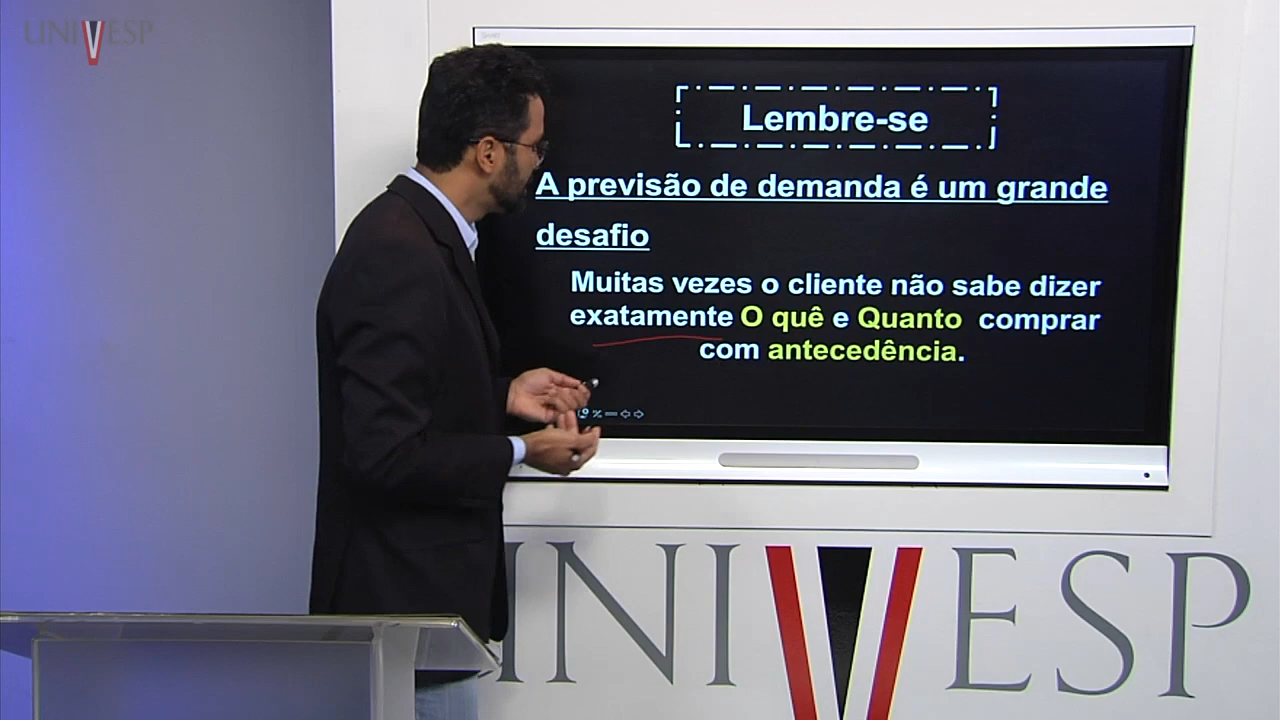 UNIVESP
Lembre-se
A previsão de demanda é um grande
desafio
Muitas vezes o cliente não sabe dizer
exatamente O quê e Quanto comprar
com antecedência.
UNIVESP